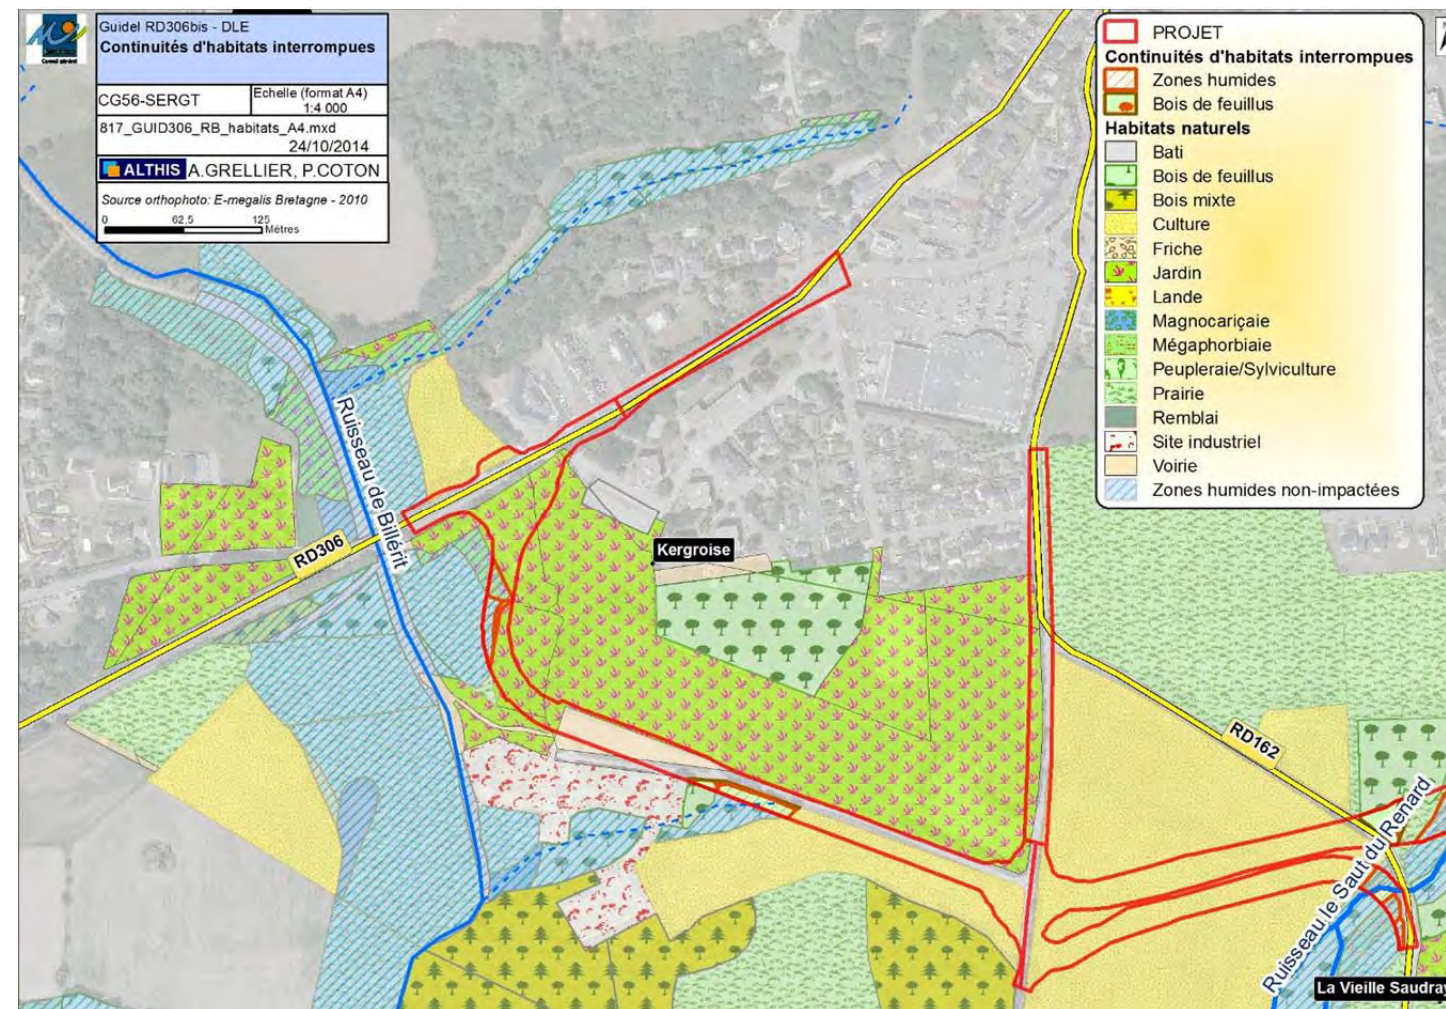 Guidel RD306bis - DLE
Continuités d'habitats interrompues
CG56-SERGT
Echelle (format A4)
1:4 000
817_GUID306_RB_habitats_A4.mxd
24/10/2014
ALTHIS A.GRELLIER, P.COTON
Source orthophoto: E-megalis Bretagne - 2010
0 62,5 125
Mètres
PROJET
Continuités d'habitats interrompues
Zones humides
Bois de feuillus
Habitats naturels
Bati
Bois de feuillus
Bois mixte
Culture
Friche
Jardin
Lande
Magnocariçaie
Mégaphorbiaie
Peupleraie/Sylviculture
Prairie
Remblai
Site industriel
Voirie
Zones humides non-impactées
Ruisseau de Billérit
RD306
Kergroise
RD162
Ruisseau le Saut du Renard
La Vieille Saudray